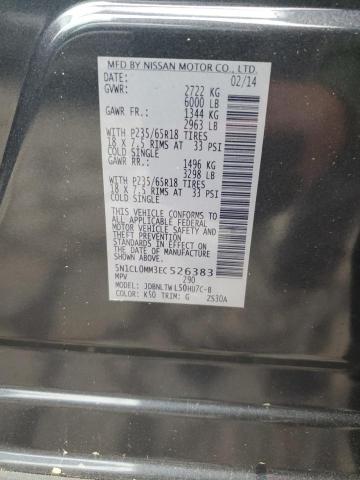 MFD BY NISSAN MOTOR CO., LTD.
DATE: 02/14
GVWR: 2722 KG
6000 LB
GAWR FR.: 1344 KG
2963 LB
WITH P235/65R18 TIRES
18 X 7.5 RIMS AT 33 PSI
COLD SINGLE
GAWR RR.: 1496 KG
3298 LB
WITH P235/65R18 TIRES
18 X 7.5 RIMS AT 33 PSI
COLD SINGLE
THIS VEHICLE CONFORMS TO
ALL APPLICABLE FEDERAL
MOTOR VEHICLE SAFETY
STANDARDS IN EFFECT ON THE
DATE OF MANUFACTURE
SHOWN ABOVE.
5N1CL0MM3EC526383
MPV 290
MODEL: JDBNLTWL50HU7C-B
COLOR: K50 TRIM: G ZS30A